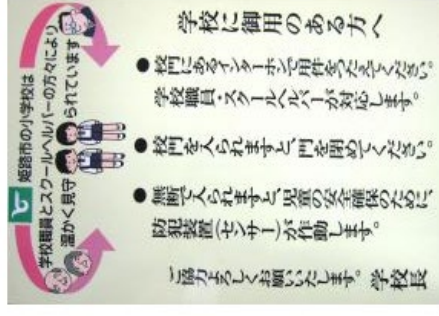 学校に御用のある方へ
●校門にあるインターホンで用件をつたえてください。
学校職員・スクールヘルパーが対応します。
●校門を入られますと、門を閉めてください。
●無断で入られますと、児童の安全確保のために、
防犯装置(センサー)が作動します。
ご協力よろしくお願いいたします。 学校長
姫路市の小学校は
学校職員とスクールヘルパーの方々により
温かく見守られています